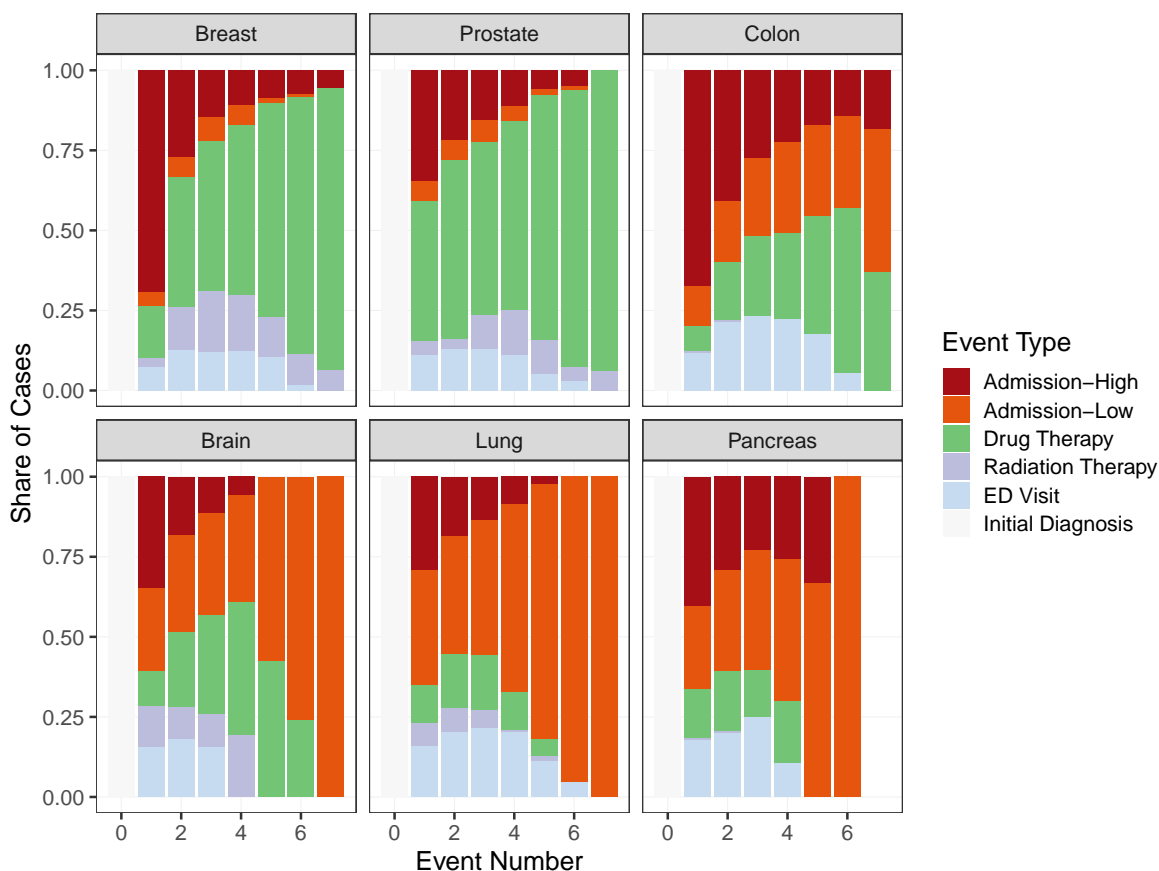 Breast Prostate Colon
1.00
0.75
0.50
0.25
0.00
Brain Lung Pancreas
1.00
0.75
0.50
0.25
0.00
0 2 4 6 0 2 4 6 0 2 4 6
Event Number
Share of Cases
Event Type
Admission−High
Admission−Low
Drug Therapy
Radiation Therapy
ED Visit
Initial Diagnosis